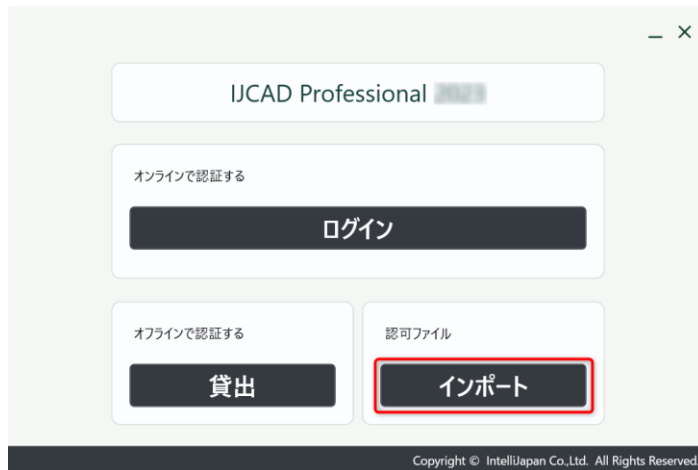 IJCAD Professional
オンラインで認証する
ログイン
オフラインで認証する
貸出
認可ファイル
インポート
Copyright © IntelliJapan Co.,Ltd. All Rights Reserved